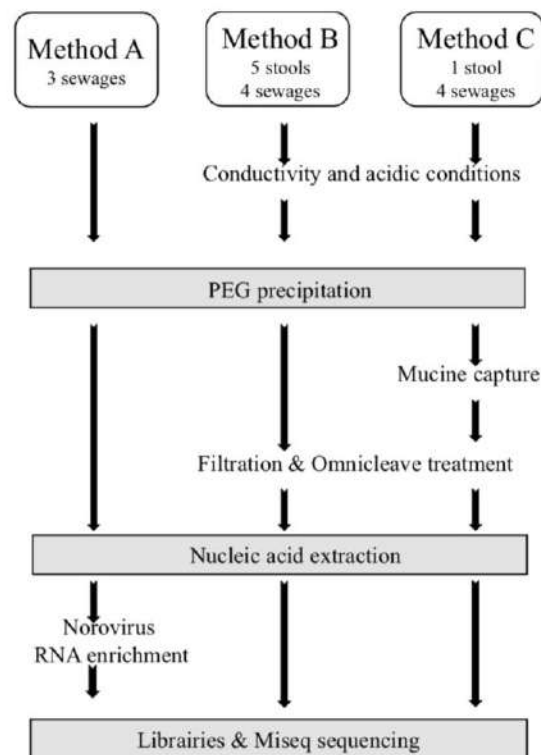 Method A
3 sewages
Method B
5 stools
4 sewages
Method C
1 stool
4 sewages
Conductivity and acidic conditions
PEG precipitation
Mucine capture
Filtration & Omnicleave treatment
Nucleic acid extraction
Norovirus
RNA enrichment
Librairies & Miseq sequencing